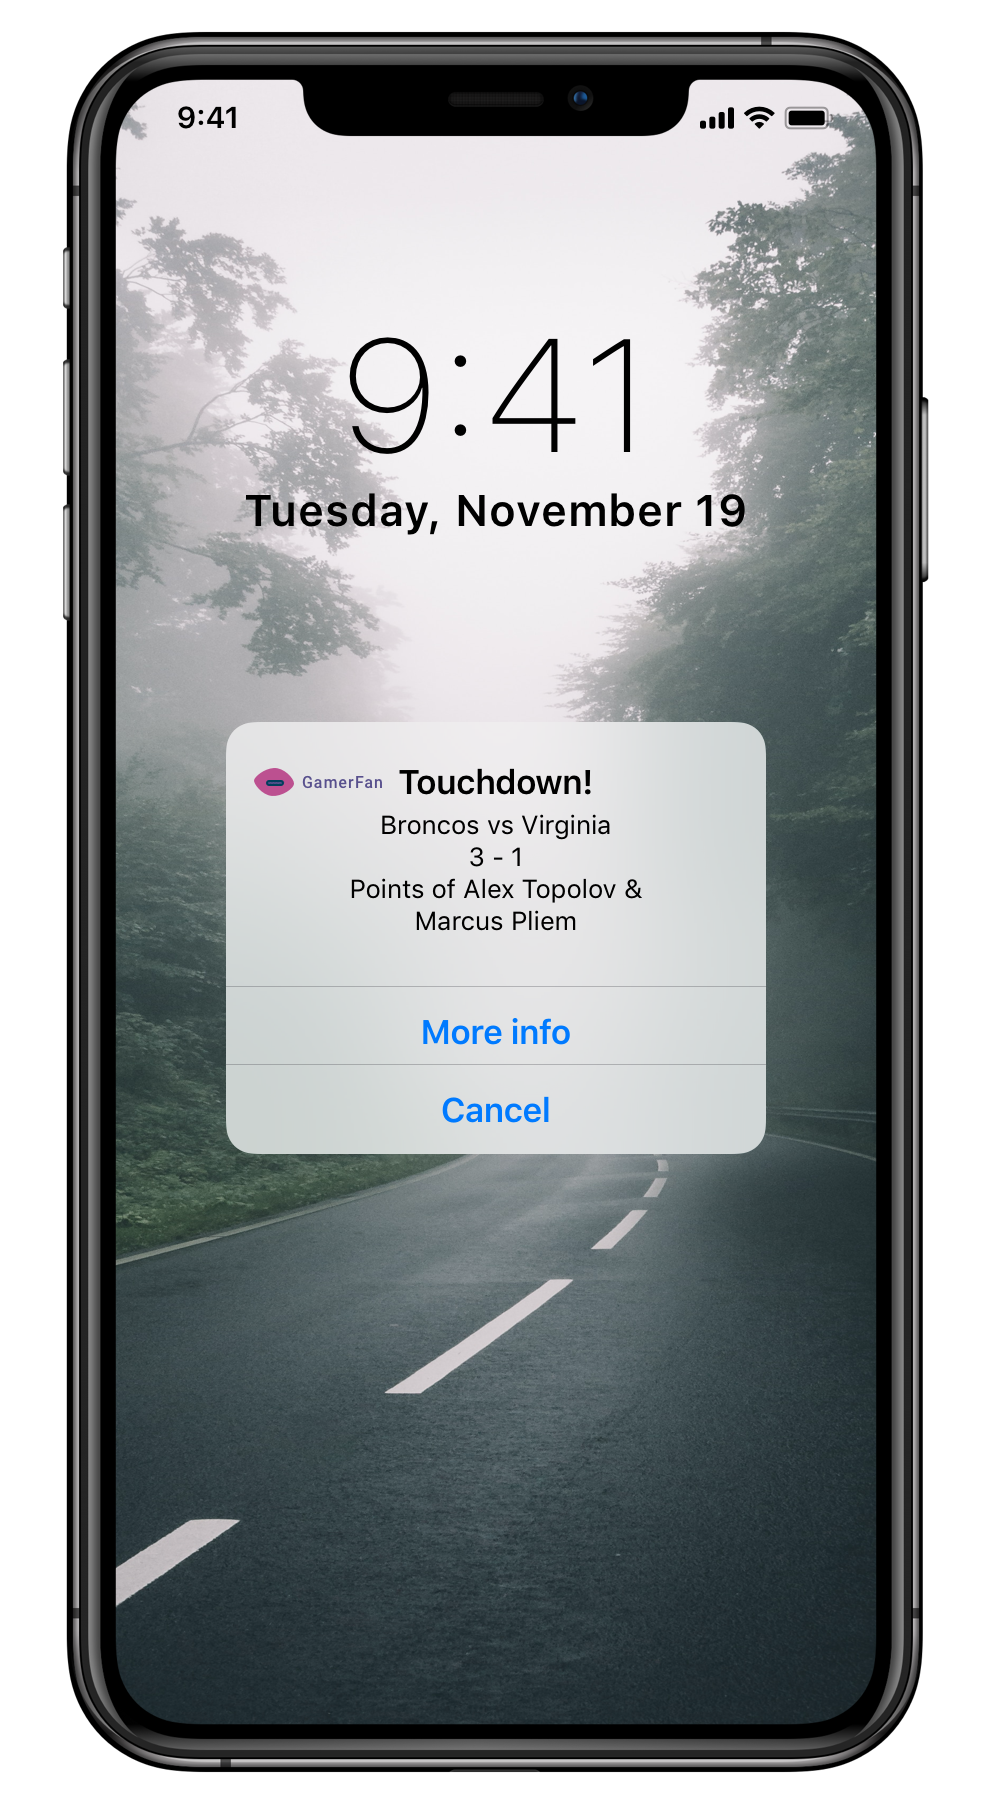 9:41
9:41
Tuesday, November 19
GamerFan Touchdown!
Broncos vs Virginia
3 - 1
Points of Alex Topolov &
Marcus Pliem
More info
Cancel